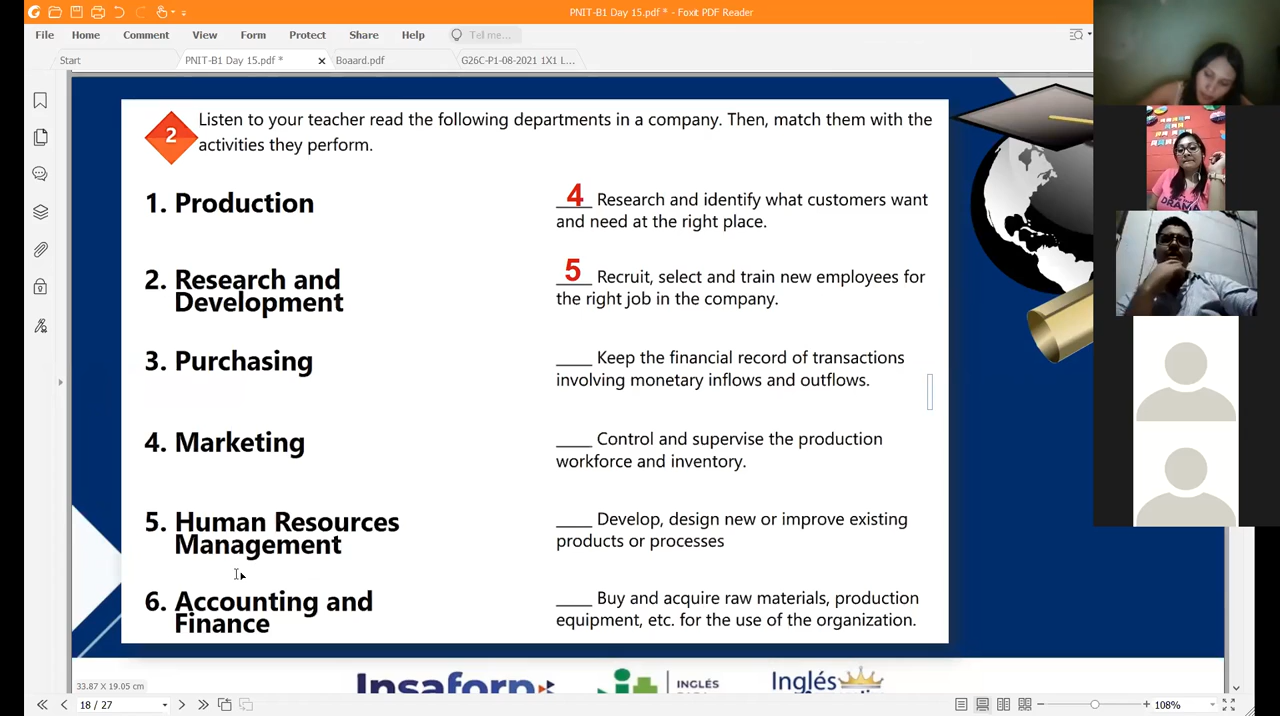 PNIT-B1 Day 15.pdf * - Foxit PDF Reader
File Home Comment View Form Protect Share Help Tell me...
Start PNIT-B1 Day 15.pdf * Boaard.pdf G26C-P1-08-2021 1X1 L...
2
Listen to your teacher read the following departments in a company. Then, match them with the
activities they perform.
1. Production
4 Research and identify what customers want
and need at the right place.
2. Research and
Development
5 Recruit, select and train new employees for
the right job in the company.
3. Purchasing
____ Keep the financial record of transactions
involving monetary inflows and outflows.
4. Marketing
____ Control and supervise the production
workforce and inventory.
5. Human Resources
Management
____ Develop, design new or improve existing
products or processes
6. Accounting and
Finance
____ Buy and acquire raw materials, production
equipment, etc. for the use of the organization.
Insaforp
INGLÉS
Inglés
33.87 x 19.05 cm
18 / 27
108%